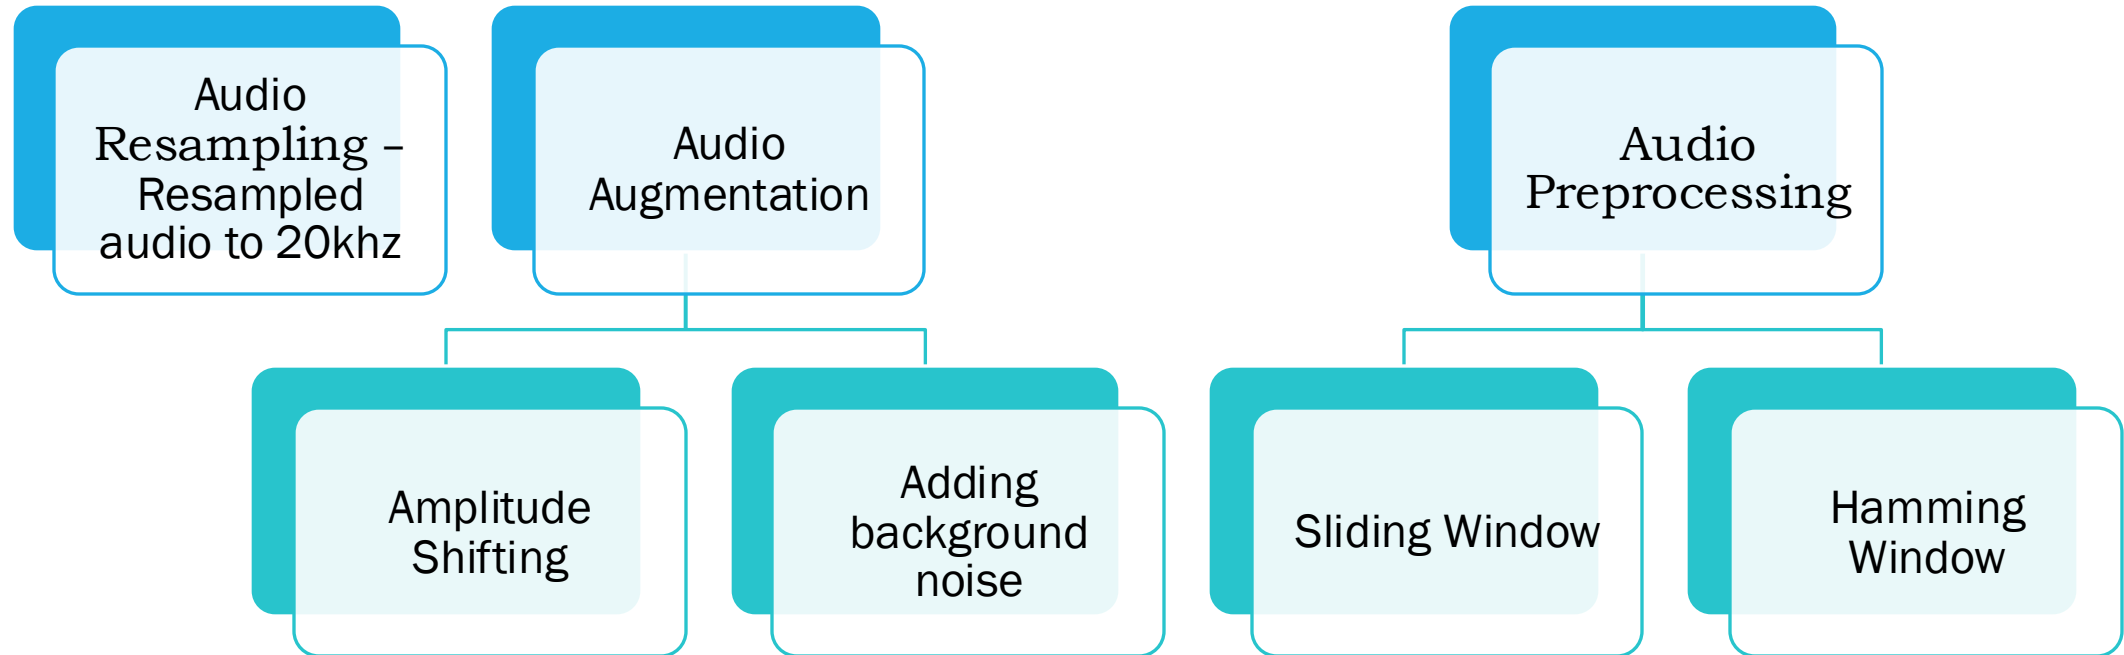 Audio
Resampling –
Resampled
audio to 20khz
Audio
Augmentation
Audio
Preprocessing
Amplitude
Shifting
Adding
background
noise
Sliding Window
Hamming
Window